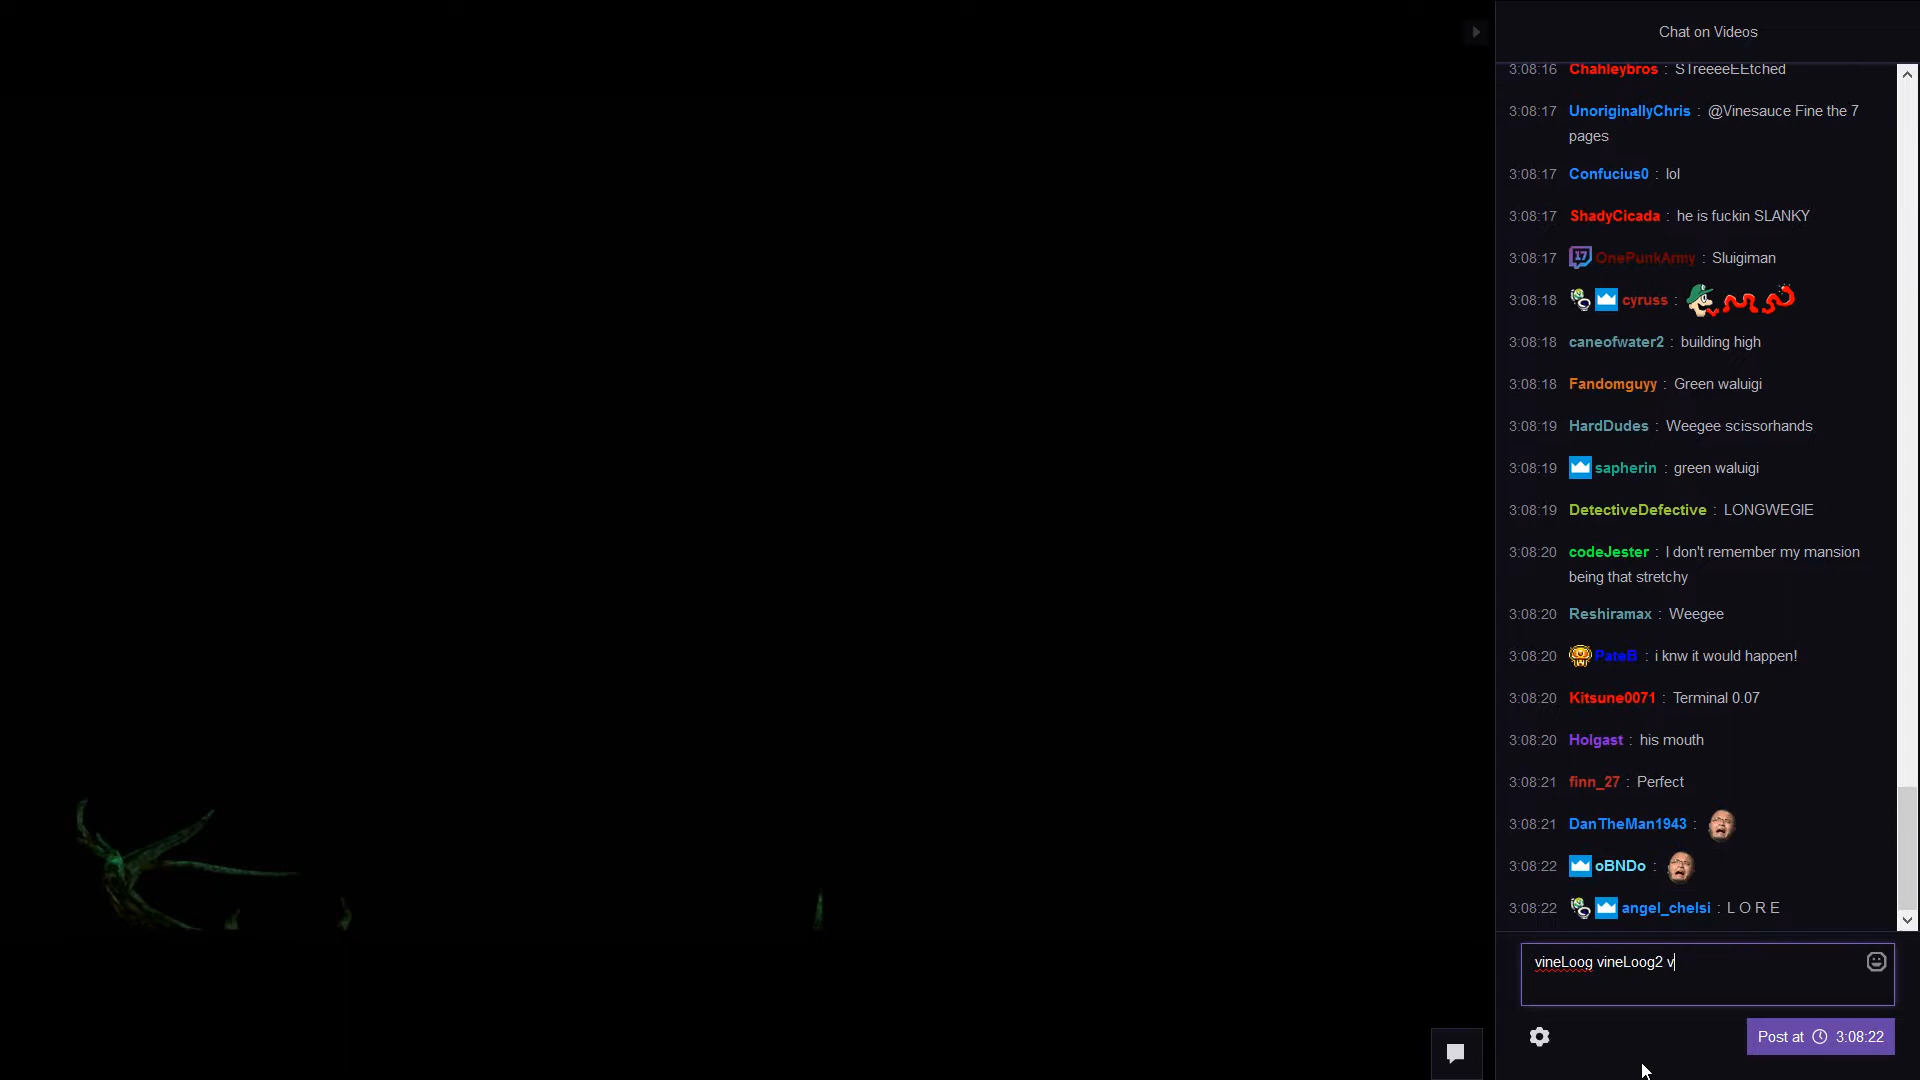 Chat on Videos
3:08:16 Chahleybros : STreeeeEEtched
3:08:17 UnoriginallyChris : @Vinesauce Fine the 7
pages
3:08:17 Confucius0 : lol
3:08:17 ShadyCicada : he is fuckin SLANKY
3:08:17 17 OnePunkArmy : Sluigiman
3:08:18 cyruss :
3:08:18 caneofwater2 : building high
3:08:18 Fandomguyy : Green waluigi
3:08:19 HardDudes : Weegee scissorhands
3:08:19 sapherin : green waluigi
3:08:19 DetectiveDefective : LONGWEGIE
3:08:20 codeJester : I don't remember my mansion
being that stretchy
3:08:20 Reshiramax : Weegee
3:08:20 PateB : i knw it would happen!
3:08:20 Kitsune0071 : Terminal 0.07
3:08:20 Holgast : his mouth
3:08:21 finn_27 : Perfect
3:08:21 DanTheMan1943 :
3:08:22 oBNDo :
3:08:22 angel_chelsi : L O R E
vineLoog vineLoog2 v
Post at 3:08:22